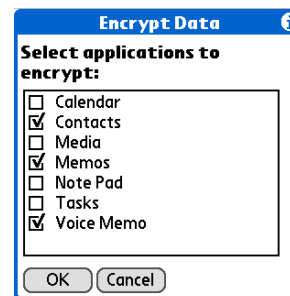 Encrypt Data
Select applications to
encrypt:
Calendar
Contacts
Media
Memos
Note Pad
Tasks
Voice Memo
OK Cancel